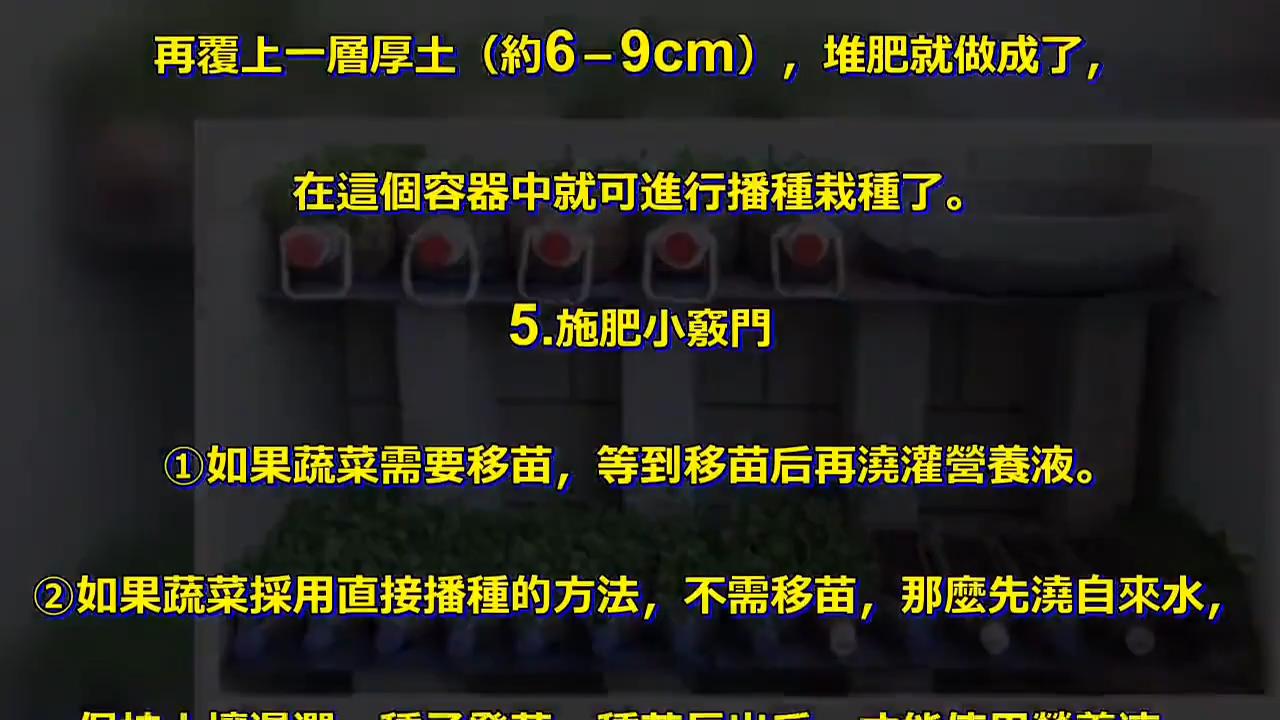 再覆上一層厚土（約6–9cm），堆肥就做成了，
在這個容器中就可進行播種栽種了。
5.施肥小竅門
①如果蔬菜需要移苗，等到移苗后再澆灌營養液。
②如果蔬菜採用直接播種的方法，不需移苗，那麼先澆自來水，